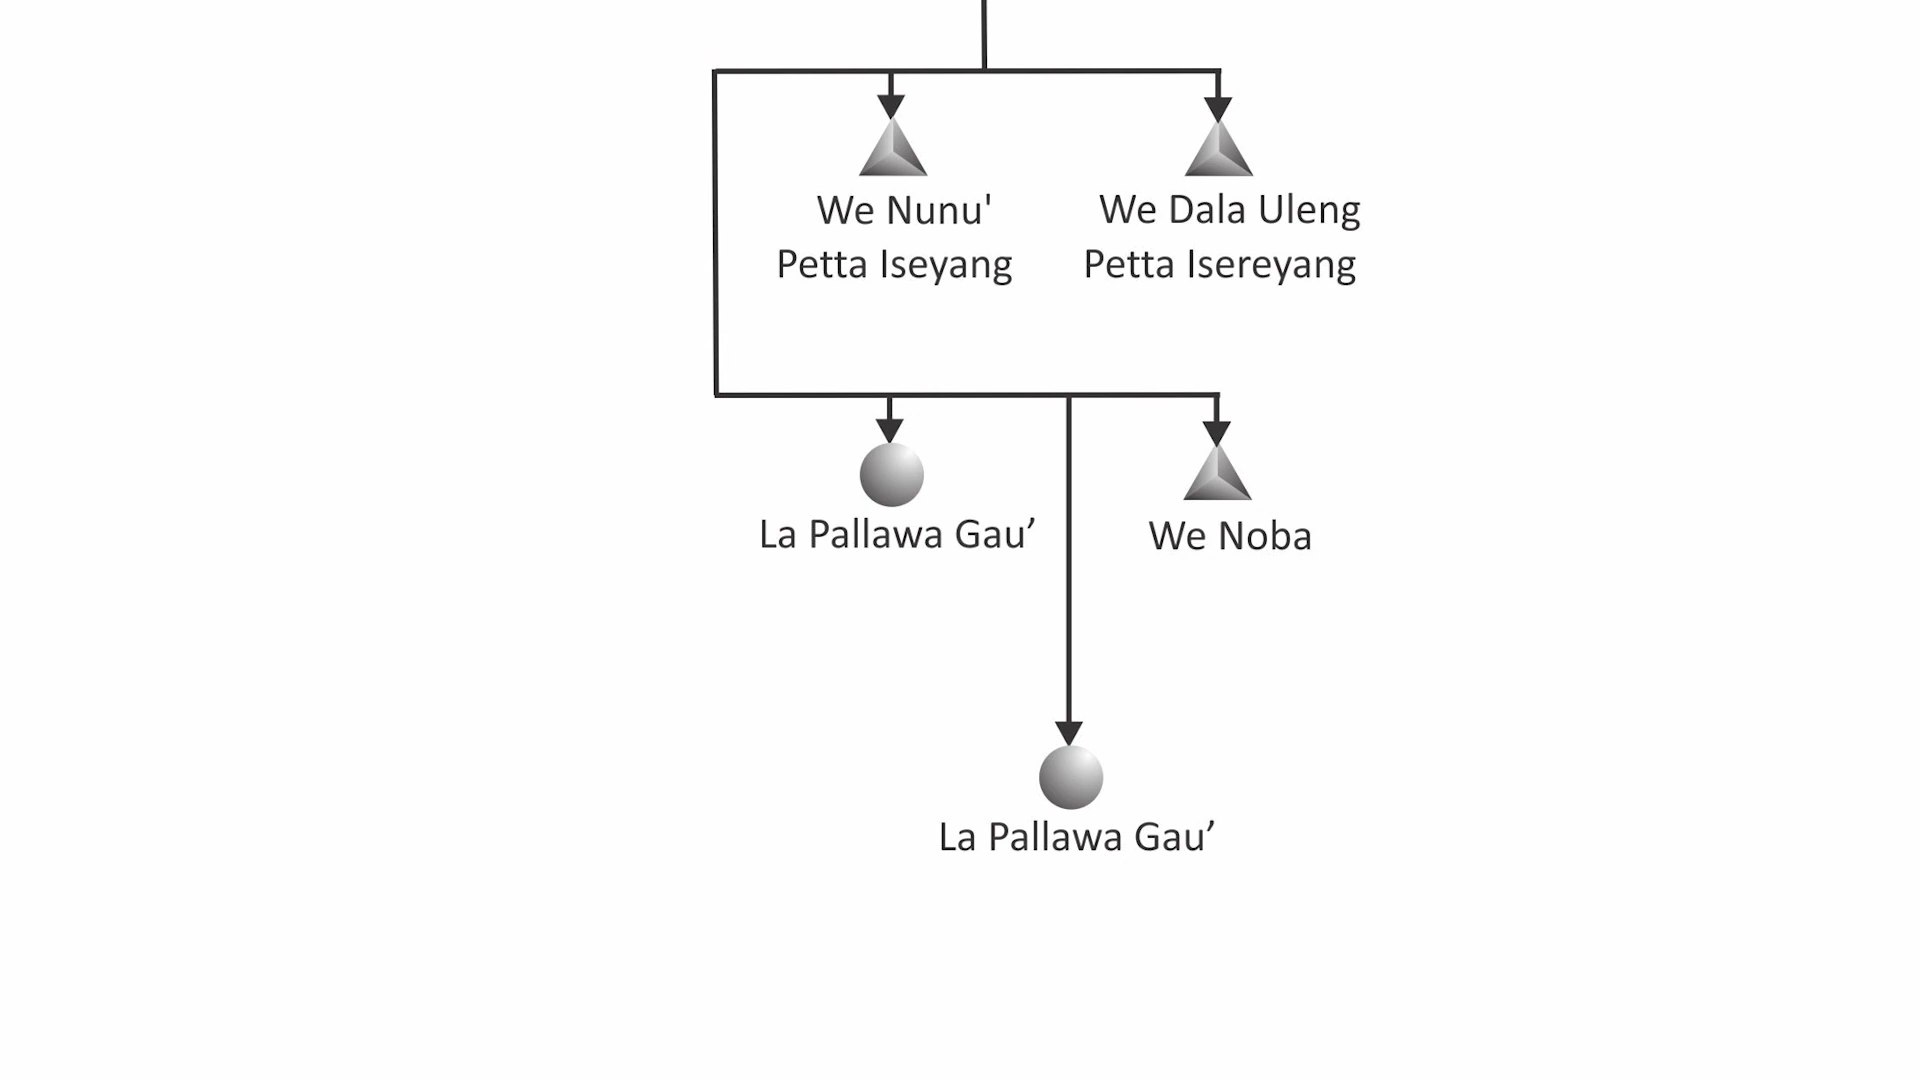 We Nunu'
Petta Iseyang
We Dala Uleng
Petta Isereyang
La Pallawa Gau’
We Noba
La Pallawa Gau’